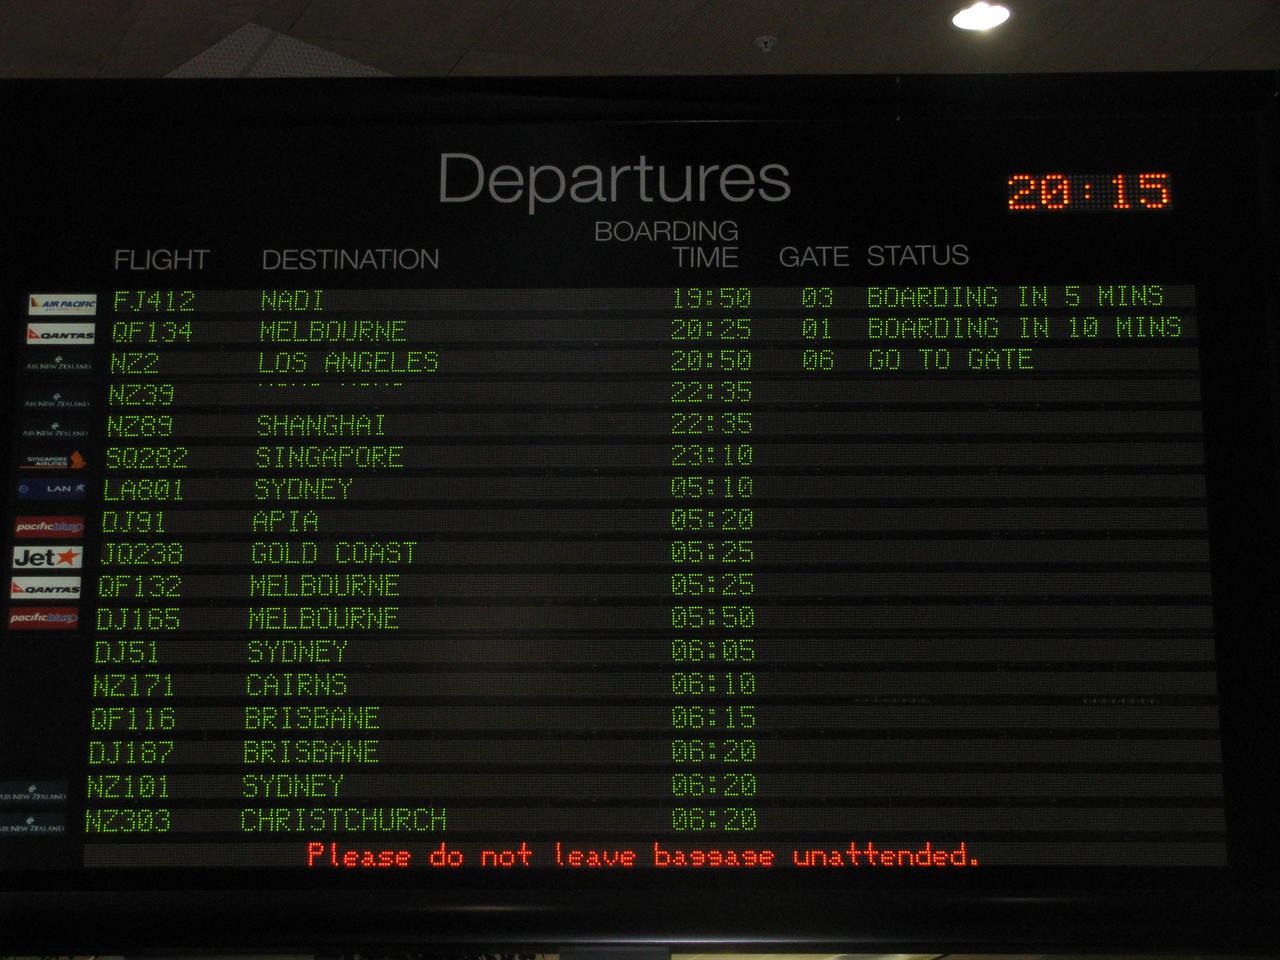 Departures
20:15
BOARDING
FLIGHT DESTINATION TIME GATE STATUS
AIR PACIFIC FJ412 NADI 19:50 03 BOARDING IN 5 MINS
QANTAS QF134 MELBOURNE 20:25 01 BOARDING IN 10 MINS
AIR NEW ZEALAND NZ2 LOS ANGELES 20:50 06 GO TO GATE
AIR NEW ZEALAND NZ39 22:35
AIR NEW ZEALAND NZ89 SHANGHAI 22:35
SINGAPORE AIRLINES SQ282 SINGAPORE 23:10
LAN LA801 SYDNEY 05:10
pacificblue DJ91 APIA 05:20
Jet JQ238 GOLD COAST 05:25
QANTAS QF132 MELBOURNE 05:25
pacificblue DJ165 MELBOURNE 05:50
DJ51 SYDNEY 06:05
NZ171 CAIRNS 06:10
QF116 BRISBANE 06:15
DJ187 BRISBANE 06:20
AIR NEW ZEALAND NZ101 SYDNEY 06:20
AIR NEW ZEALAND NZ303 CHRISTCHURCH 06:20
Please do not leave baggage unattended.